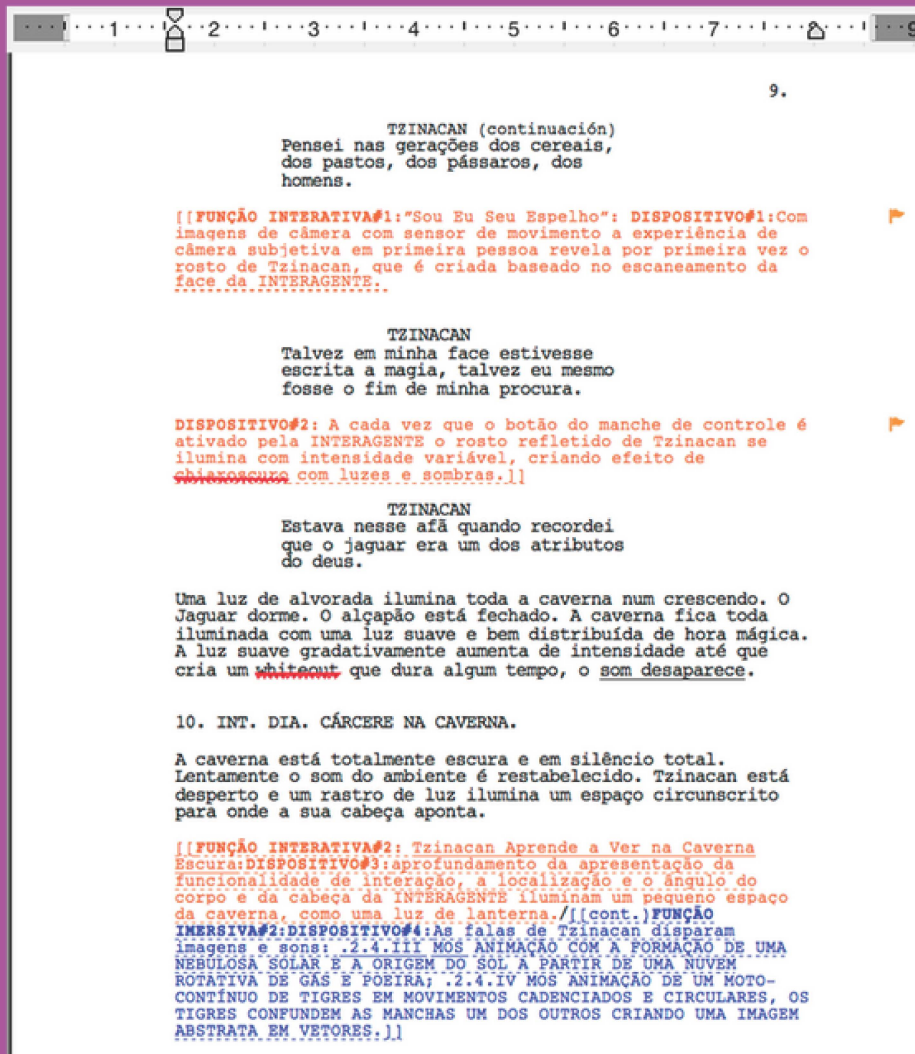 1 2 3 4 5 6 7 9
9.
TZINACAN (continuación)
Pensei nas gerações dos cereais,
dos pastos, dos pássaros, dos
homens.
[[FUNÇÃO INTERATIVA#1:"Sou Eu Seu Espelho": DISPOSITIVO#1:Com
imagens de câmera com sensor de movimento a experiência de
câmera subjetiva em primeira pessoa revela por primeira vez o
rosto de Tzinacan, que é criada baseado no escaneamento da
face da INTERAGENTE.
TZINACAN
Talvez em minha face estivesse
escrita a magia, talvez eu mesmo
fosse o fim de minha procura.
DISPOSITIVO#2: A cada vez que o botão do manche de controle é
ativado pela INTERAGENTE o rosto refletido de Tzinacan se
ilumina com intensidade variável, criando efeito de
chiaroscuro com luzes e sombras.]]
TZINACAN
Estava nesse afã quando recordei
que o jaguar era um dos atributos
do deus.
Uma luz de alvorada ilumina toda a caverna num crescendo. O
Jaguar dorme. O alçapão está fechado. A caverna fica toda
iluminada com uma luz suave e bem distribuída de hora mágica.
A luz suave gradativamente aumenta de intensidade até que
cria um whiteout que dura algum tempo, o som desaparece.
10. INT. DIA. CÁRCERE NA CAVERNA.
A caverna está totalmente escura e em silêncio total.
Lentamente o som do ambiente é restabelecido. Tzinacan está
desperto e um rastro de luz ilumina um espaço circunscrito
para onde a sua cabeça aponta.
[[FUNÇÃO INTERATIVA#2: Tzinacan Aprende a Ver na Caverna
Escura:DISPOSITIVO#3:aprofundamento da apresentação da
funcionalidade de interação, a localização e o ângulo do
corpo e da cabeça da INTERAGENTE iluminam um pequeno espaço
da caverna, como uma luz de lanterna./[[cont.)FUNÇÃO
IMERSIVA#2:DISPOSITIVO#4:As falas de Tzinacan disparam
imagens e sons: .2.4.III MOS ANIMAÇÃO COM A FORMAÇÃO DE UMA
NEBULOSA SOLAR E A ORIGEM DO SOL A PARTIR DE UMA NUVEM
ROTATIVA DE GÁS E POEIRA; .2.4.IV MOS ANIMAÇÃO DE UM MOTO-
CONTÍNUO DE TIGRES EM MOVIMENTOS CADENCIADOS E CIRCULARES, OS
TIGRES CONFUNDEM AS MANCHAS UM DOS OUTROS CRIANDO UMA IMAGEM
ABSTRATA EM VETORES.]]